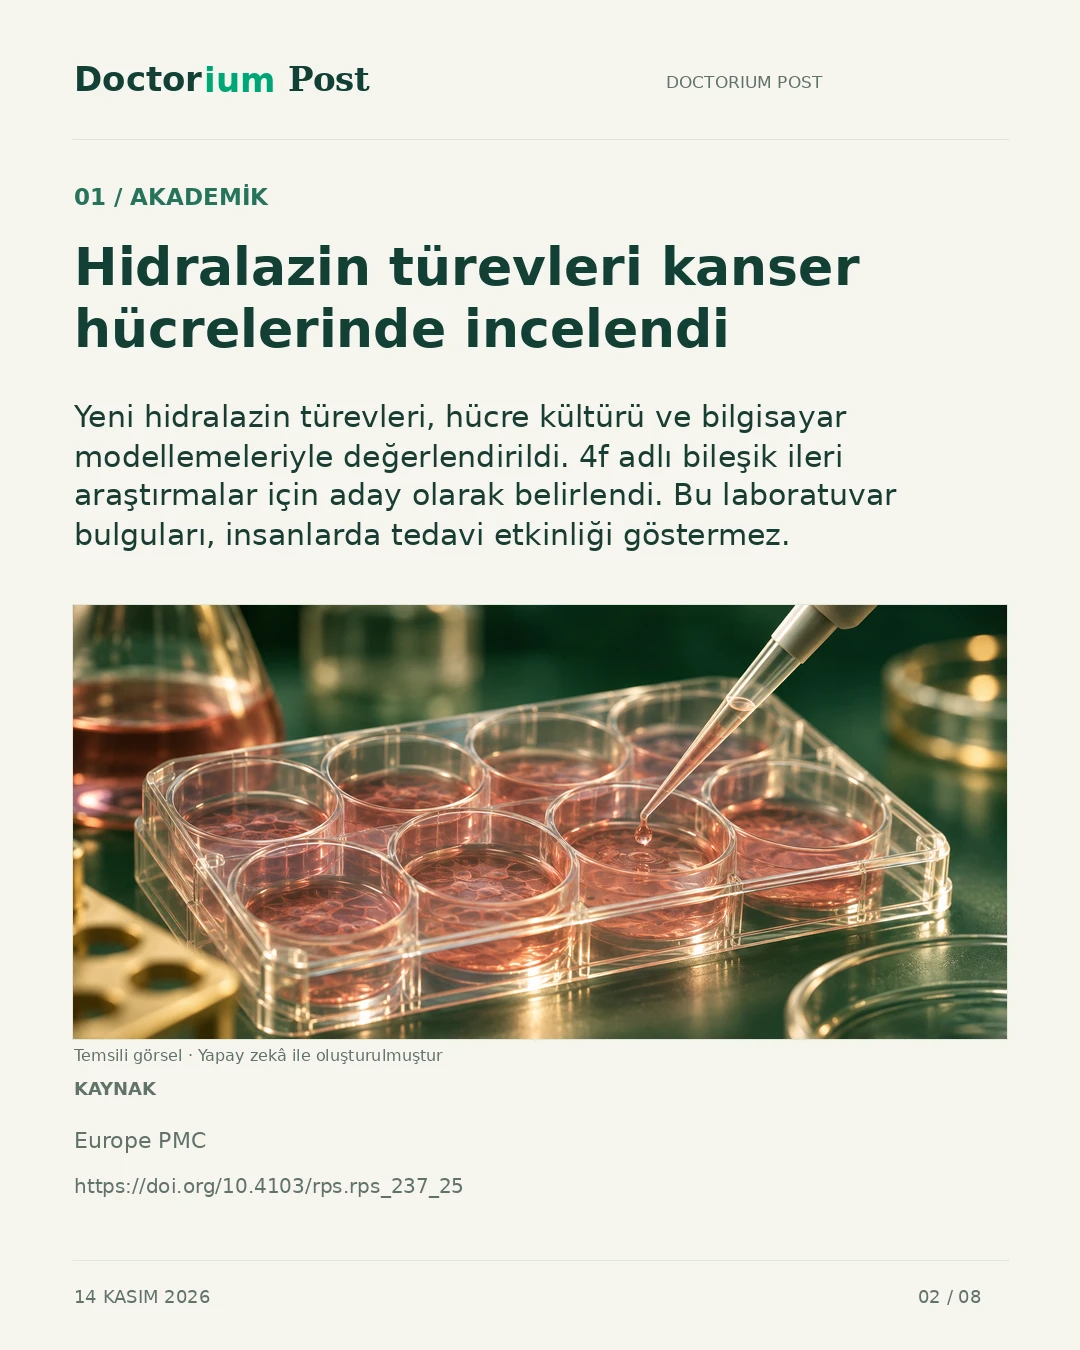 Doctorium Post
DOCTORIUM POST
01 / AKADEMİK
Hidralazin türevleri kanser
hücrelerinde incelendi
Yeni hidralazin türevleri, hücre kültürü ve bilgisayar
modellemeleriyle değerlendirildi. 4f adlı bileşik ileri
araştırmalar için aday olarak belirlendi. Bu laboratuvar
bulguları, insanlarda tedavi etkinliği göstermez.
Temsili görsel · Yapay zekâ ile oluşturulmuştur
KAYNAK
Europe PMC
https://doi.org/10.4103/rps.rps_237_25
14 KASIM 2026
02 / 08